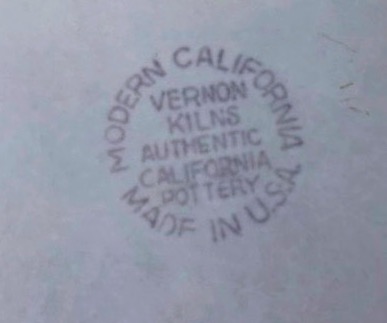 MODERN CALIFORNIA
VERNON
KILNS
AUTHENTIC
CALIFORNIA
POTTERY
MADE IN U.S.A.